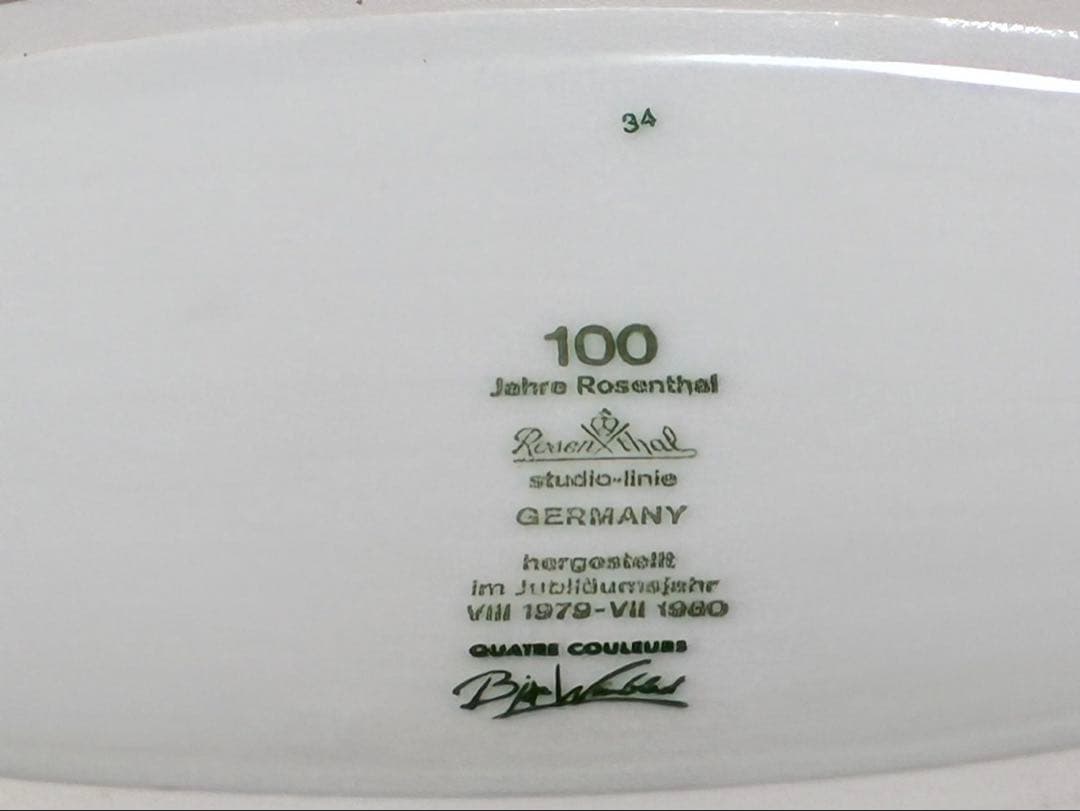 34
100
Jahre Rosenthal
Rosenthal
studio-linie
GERMANY
hergestellt
im Jubiläumsjahr
VIII 1979-VII 1980
QUATRE COULEURS